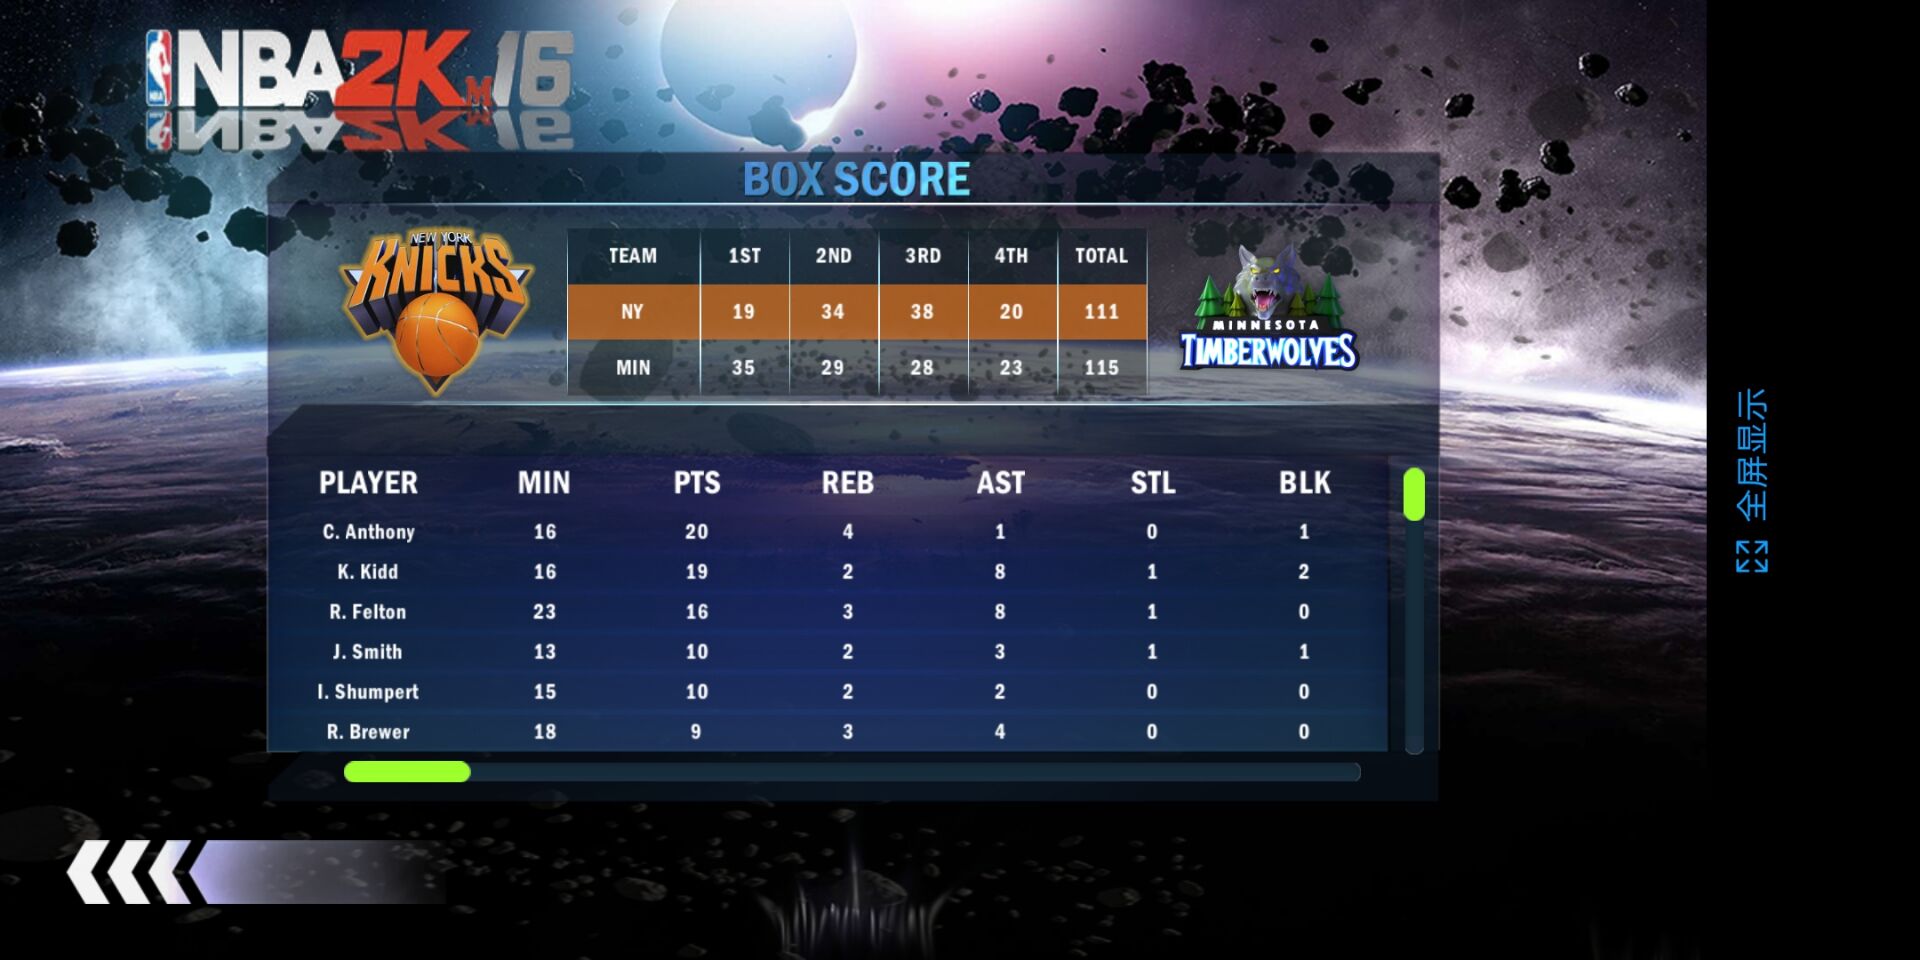 NBA 2K M 16
BOX SCORE
NEW YORK
KNICKS
TEAM 1ST 2ND 3RD 4TH TOTAL
NY 19 34 38 20 111
MIN 35 29 28 23 115
MINNESOTA
TIMBERWOLVES
PLAYER MIN PTS REB AST STL BLK
C. Anthony 16 20 4 1 0 1
K. Kidd 16 19 2 8 1 2
R. Felton 23 16 3 8 1 0
J. Smith 13 10 2 3 1 1
I. Shumpert 15 10 2 2 0 0
R. Brewer 18 9 3 4 0 0
全屏显示